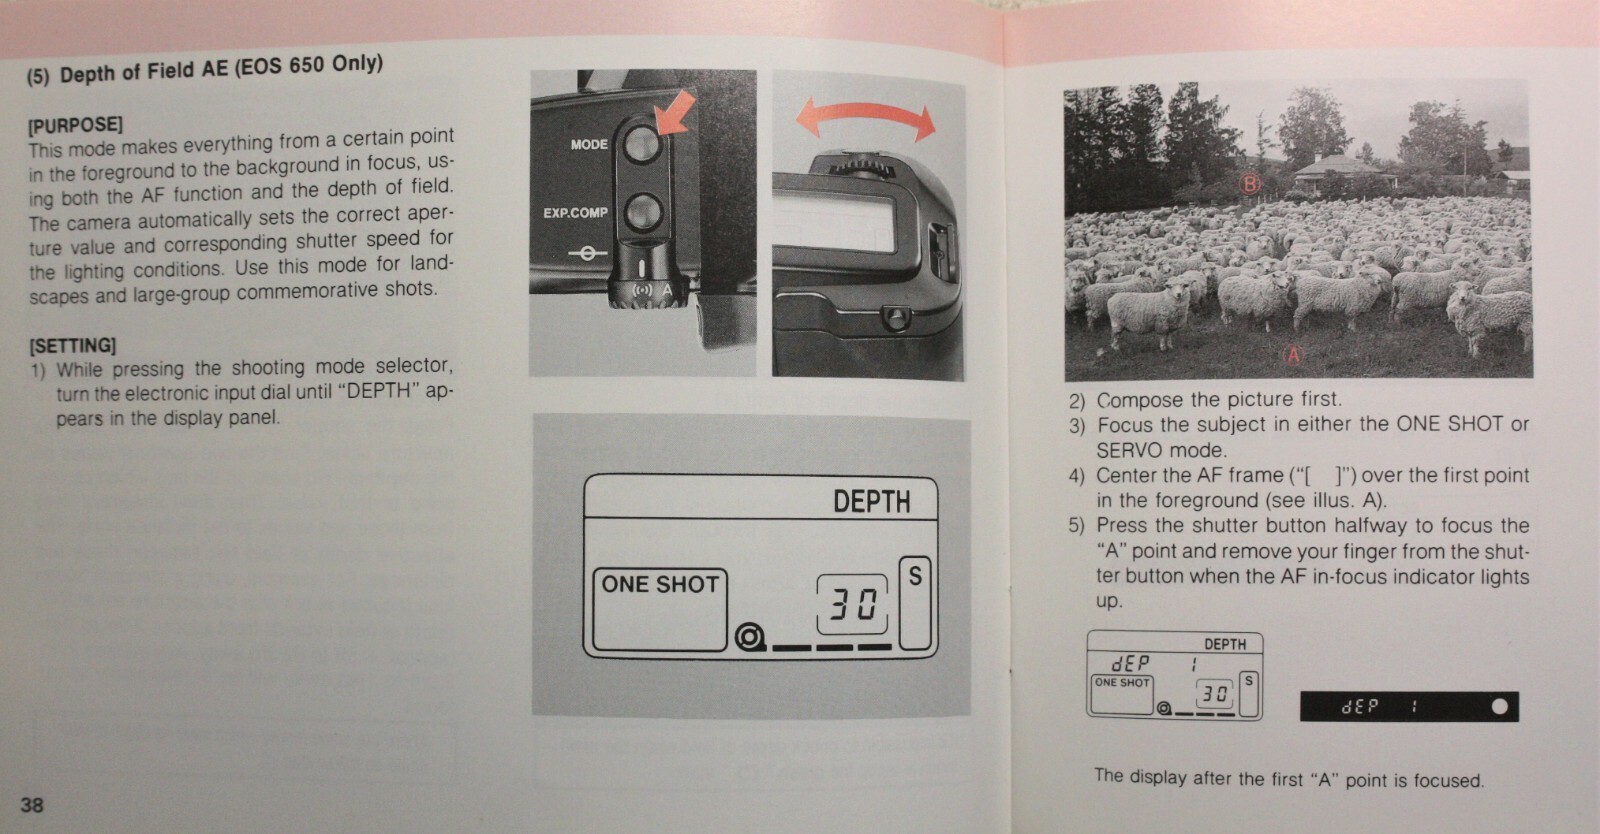 (5) Depth of Field AE (EOS 650 Only)
[PURPOSE]
This mode makes everything from a certain point
in the foreground to the background in focus, us-
ing both the AF function and the depth of field.
The camera automatically sets the correct aper-
ture value and corresponding shutter speed for
the lighting conditions. Use this mode for land-
scapes and large-group commemorative shots.
[SETTING]
1) While pressing the shooting mode selector,
turn the electronic input dial until “DEPTH” ap-
pears in the display panel.
38
MODE
EXP.COMP
((•)) A
DEPTH
ONE SHOT
30
S
B
A
2) Compose the picture first.
3) Focus the subject in either the ONE SHOT or
SERVO mode.
4) Center the AF frame (“[ ]”) over the first point
in the foreground (see illus. A).
5) Press the shutter button halfway to focus the
“A” point and remove your finger from the shut-
ter button when the AF in-focus indicator lights
up.
DEPTH
dEP 1
ONE SHOT
30
S
dEP 1
The display after the first “A” point is focused.